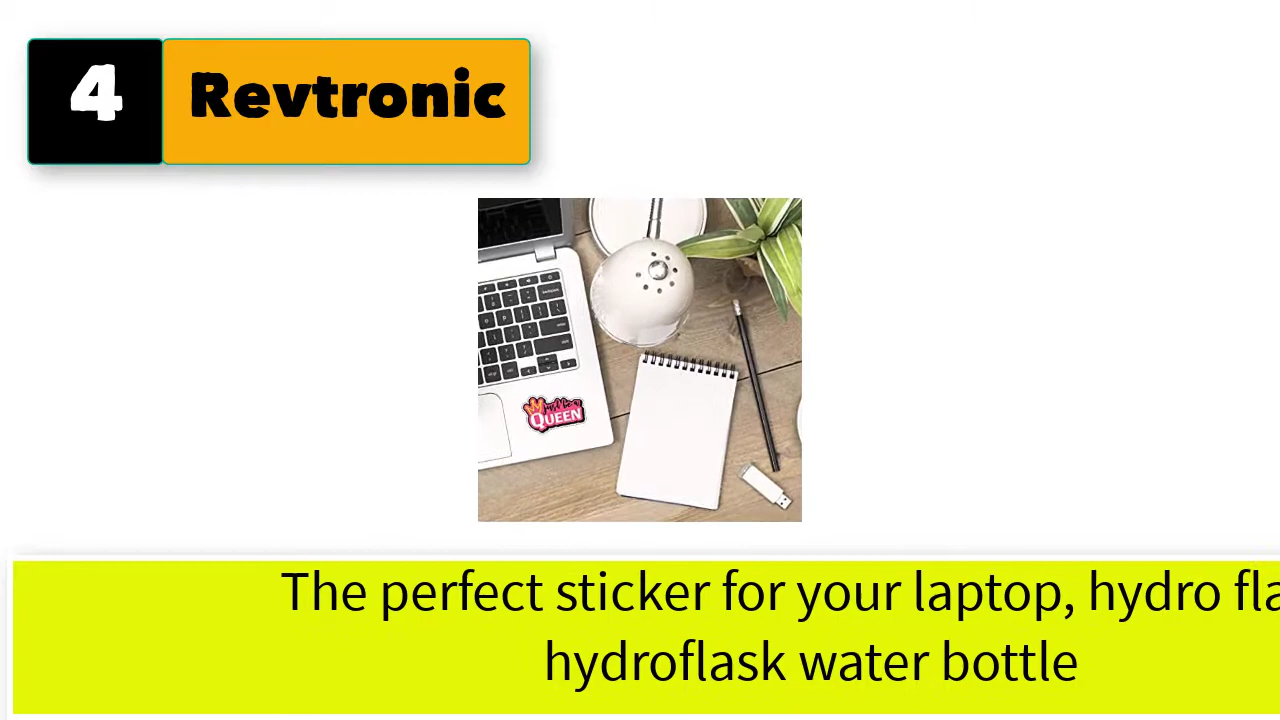 4 Revtronic
QUEEN
The perfect sticker for your laptop, hydro fla
hydroflask water bottle